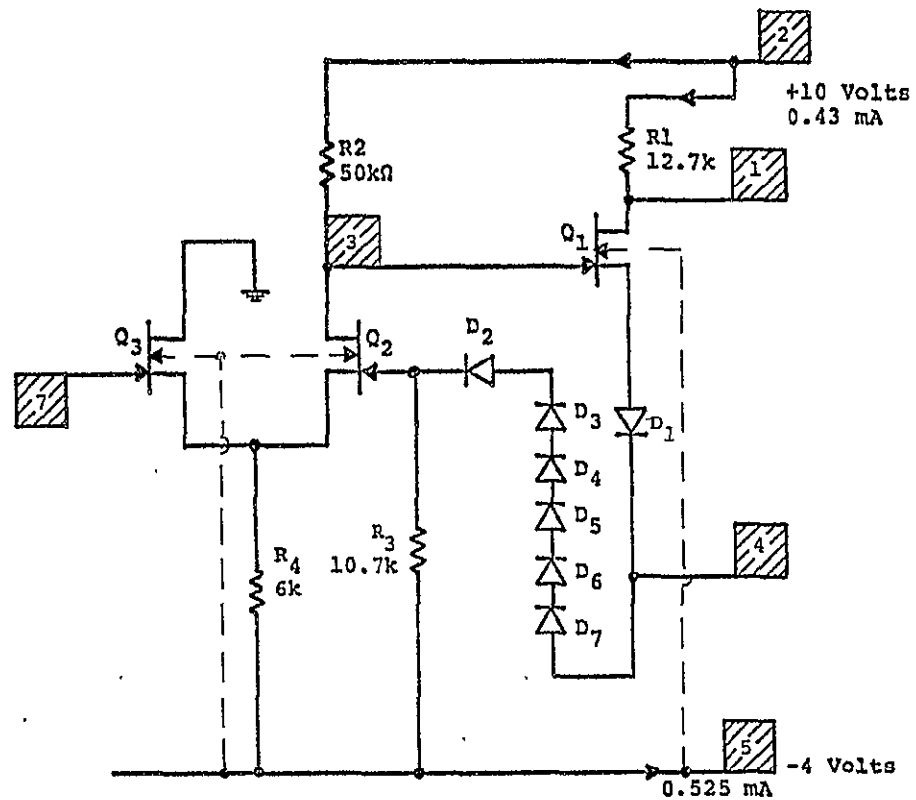 2
+10 Volts
0.43 mA
R2
50kΩ
R1
12.7k
1
3
Q1
Q3
Q2
D2
7
D3
D1
D4
D5
R3
10.7k
4
R4
6k
D6
D7
5
-4 Volts
0.525 mA